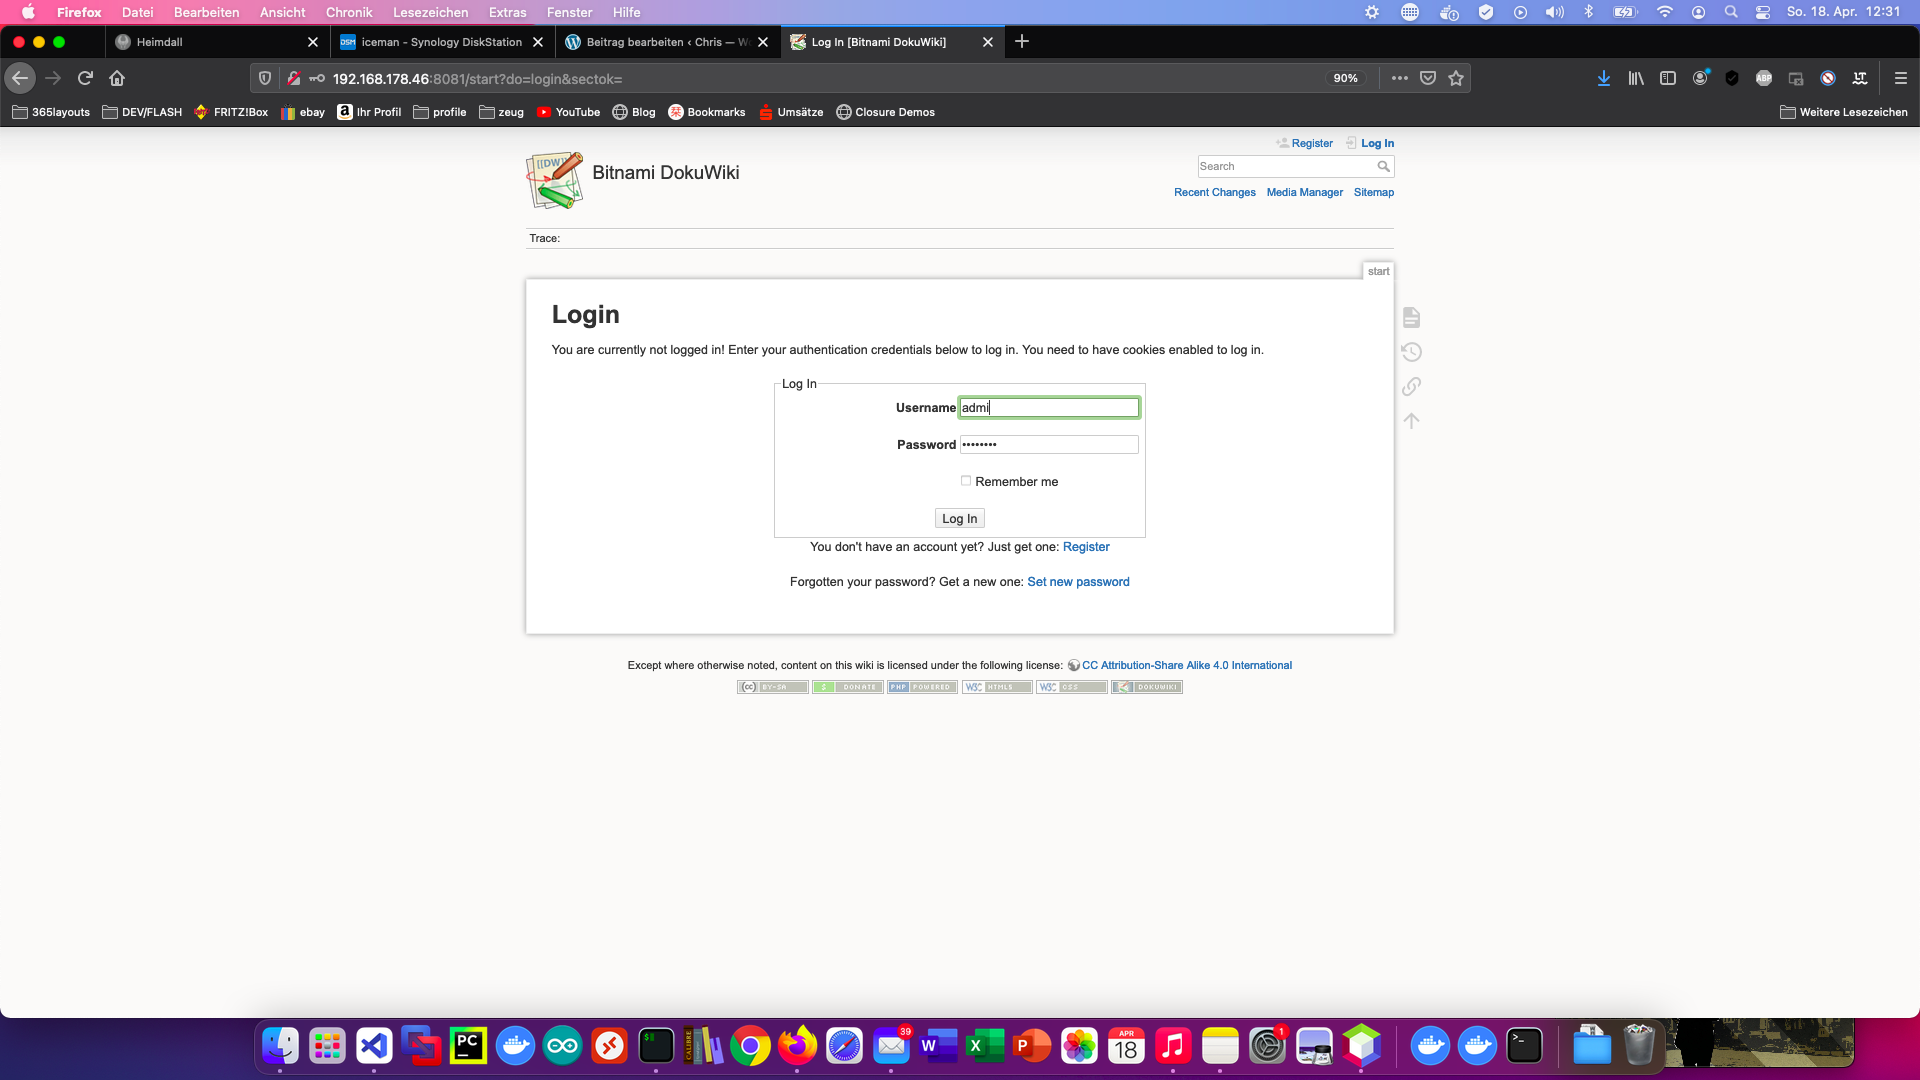 Firefox Datei Bearbeiten Ansicht Chronik Lesezeichen Extras Fenster Hilfe So. 18. Apr. 12:31
Heimdall
DSM iceman - Synology DiskStation
Beitrag bearbeiten ‹ Chris — Wo
Log In [Bitnami DokuWiki]
192.168.178.46:8081/start?do=login&sectok= 90% ABP LT
365layouts DEV/FLASH FRITZ!Box ebay Ihr Profil profile zeug YouTube Blog Bookmarks Umsätze Closure Demos Weitere Lesezeichen
Register Log In
[[DW]]
Bitnami DokuWiki
Search
Recent Changes Media Manager Sitemap
Trace:
start
Login
You are currently not logged in! Enter your authentication credentials below to log in. You need to have cookies enabled to log in.
Log In
Username admi
Password ••••••••
Remember me
Log In
You don't have an account yet? Just get one: Register
Forgotten your password? Get a new one: Set new password
Except where otherwise noted, content on this wiki is licensed under the following license: CC Attribution-Share Alike 4.0 International
(cc) BY-SA $ DONATE PHP POWERED W3C HTML5 W3C CSS DOKUWIKI
PC CALIBRE 39 W X P APR 18 1